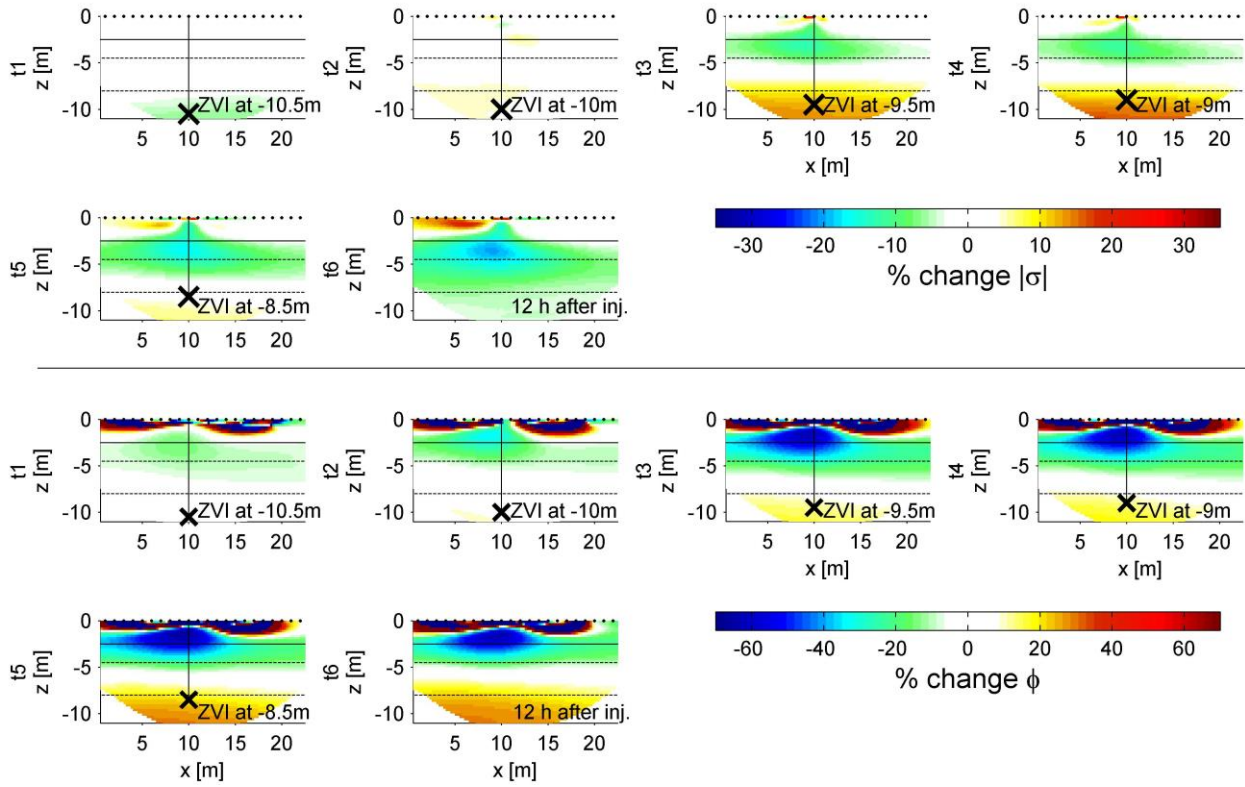 0
-5
-10
t1
z [m]
ZVI at -10.5m
5 10 15 20
0
-5
-10
t2
z [m]
ZVI at -10m
5 10 15 20
0
-5
-10
t3
z [m]
ZVI at -9.5m
5 10 15 20
x [m]
0
-5
-10
t4
z [m]
ZVI at -9m
5 10 15 20
x [m]
0
-5
-10
t5
z [m]
ZVI at -8.5m
5 10 15 20
0
-5
-10
t6
z [m]
12 h after inj.
5 10 15 20
-30 -20 -10 0 10 20 30
% change |σ|
0
-5
-10
t1
z [m]
ZVI at -10.5m
5 10 15 20
0
-5
-10
t2
z [m]
ZVI at -10m
5 10 15 20
0
-5
-10
t3
z [m]
ZVI at -9.5m
5 10 15 20
x [m]
0
-5
-10
t4
z [m]
ZVI at -9m
5 10 15 20
x [m]
0
-5
-10
t5
z [m]
ZVI at -8.5m
5 10 15 20
x [m]
0
-5
-10
t6
z [m]
12 h after inj.
5 10 15 20
x [m]
-60 -40 -20 0 20 40 60
% change ϕ